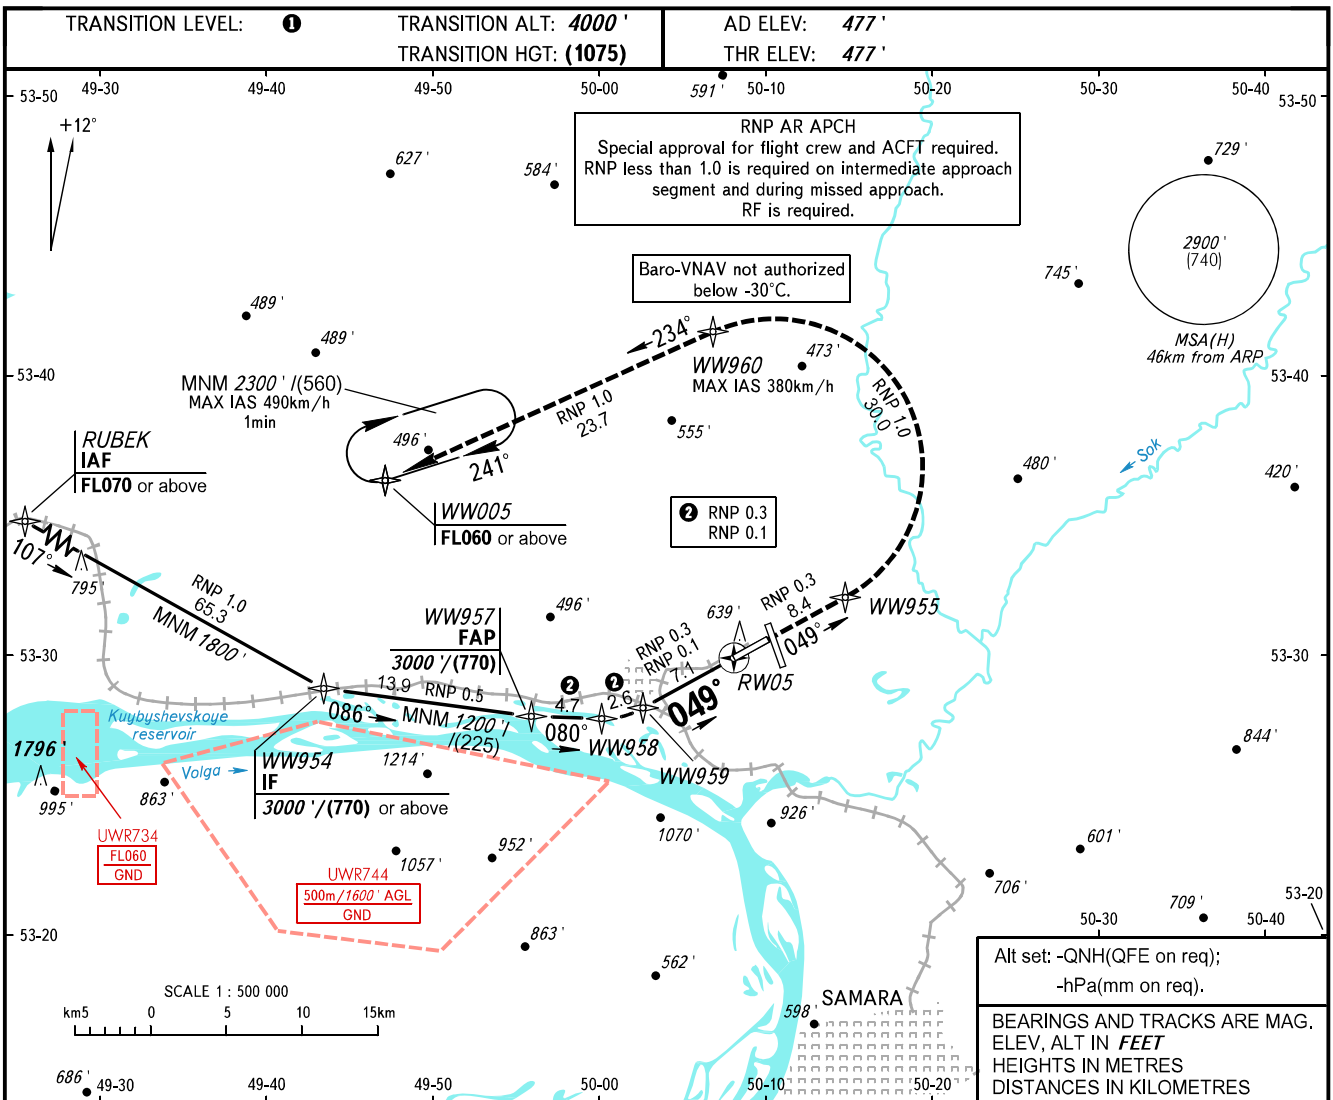 TRANSITION LEVEL: ❶
TRANSITION ALT: 4000 '
TRANSITION HGT: (1075)
AD ELEV: 477 '
THR ELEV: 477 '
49-30 49-40 49-50 50-00 50-10 50-20 50-30 50-40
53-50 53-50
591 '
+12°
RNP AR APCH
Special approval for flight crew and ACFT required.
RNP less than 1.0 is required on intermediate approach
segment and during missed approach.
RF is required.
627 '
584 '
729 '
2900 '
(740)
MSA(H)
46km from ARP
745 '
Baro-VNAV not authorized
below -30°C.
489 '
489 '
234°
WW960
MAX IAS 380km/h
473 '
53-40 53-40
MNM 2300 ' /(560)
MAX IAS 490km/h
1min
RNP 1.0
23.7
RNP 1.0
30.0
555 '
496 '
241°
Sok
480 '
420 '
RUBEK
IAF
FL070 or above
WW005
FL060 or above
❷ RNP 0.3
RNP 0.1
107°
795 '
RNP 1.0
65.3
MNM 1800 '
WW957
FAP
3000 '/(770)
496 '
639 '
RNP 0.3
8.4
049°
WW955
RNP 0.3
RNP 0.1
7.1
049°
RW05
53-30 53-30
13.9 RNP 0.5
086°
MNM 1200 '/
/(225)
❷
4.7
❷
2.6
080°
WW958
WW959
Kuybyshevskoye
reservoir
Volga
1796 '
995 '
863 '
WW954
IF
3000 '/(770) or above
1214 '
844 '
UWR734
FL060
GND
1057 '
952 '
1070 '
926 '
601 '
706 '
709 '
UWR744
500m/1600 ' AGL
GND
53-20 53-20
50-30 50-40
863 '
562 '
598 '
SAMARA
SCALE 1 : 500 000
km5 0 5 10 15km
686 '
49-30 49-40 49-50 50-00 50-10 50-20
Alt set: -QNH(QFE on req);
-hPa(mm on req).
BEARINGS AND TRACKS ARE MAG.
ELEV, ALT IN FEET
HEIGHTS IN METRES
DISTANCES IN KILOMETRES